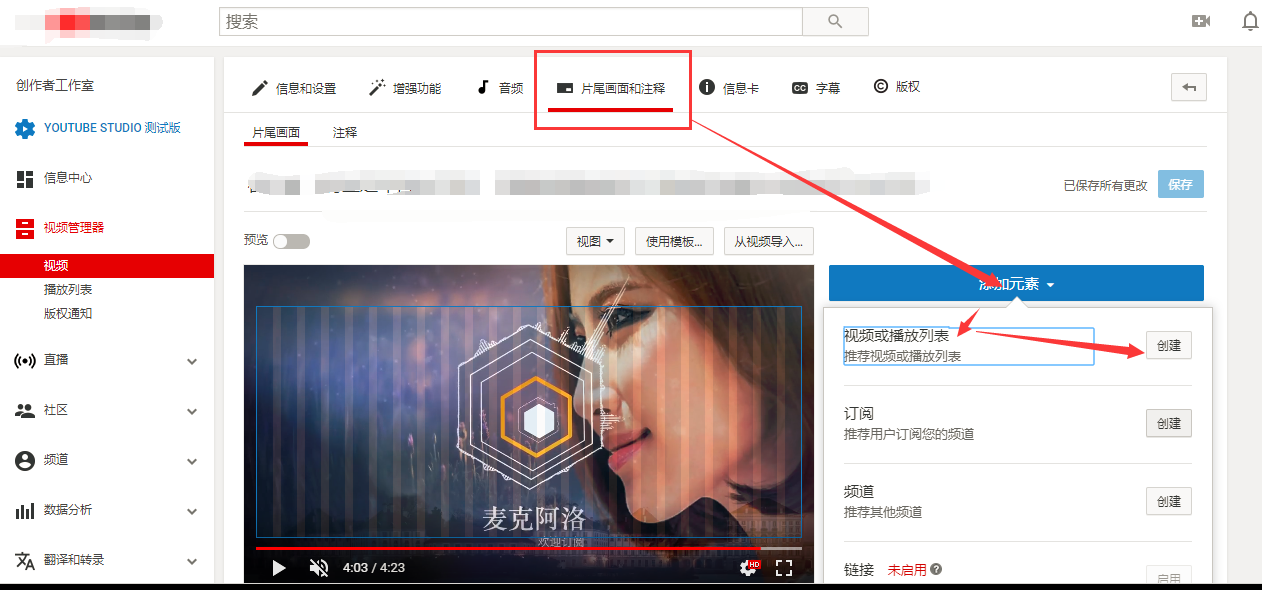 搜索
创作者工作室
YOUTUBE STUDIO 测试版
信息中心
视频管理器
视频
播放列表
版权通知
直播
社区
频道
数据分析
翻译和转录
信息和设置
增强功能
音频
片尾画面和注释
信息卡
CC 字幕
版权
片尾画面
注释
已保存所有更改
保存
预览
视图
使用模板...
从视频导入...
麦克阿洛
欢迎订阅
4:03 / 4:23
HD
添加元素
视频或播放列表
推荐视频或播放列表
创建
订阅
推荐用户订阅您的频道
创建
频道
推荐其他频道
创建
链接 未启用
启用